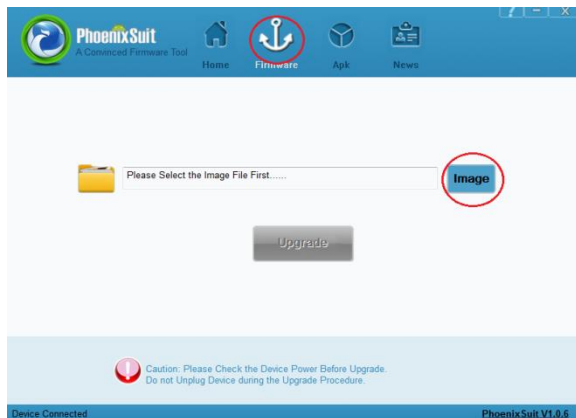 PhoenixSuit
A Convinced Firmware Tool
Home
Firmware
Apk
News
Please Select the Image File First......
Image
Upgrade
Caution: Please Check the Device Power Before Upgrade.
Do not Unplug Device during the Upgrade Procedure.
Device Connected
PhoenixSuit V1.0.6